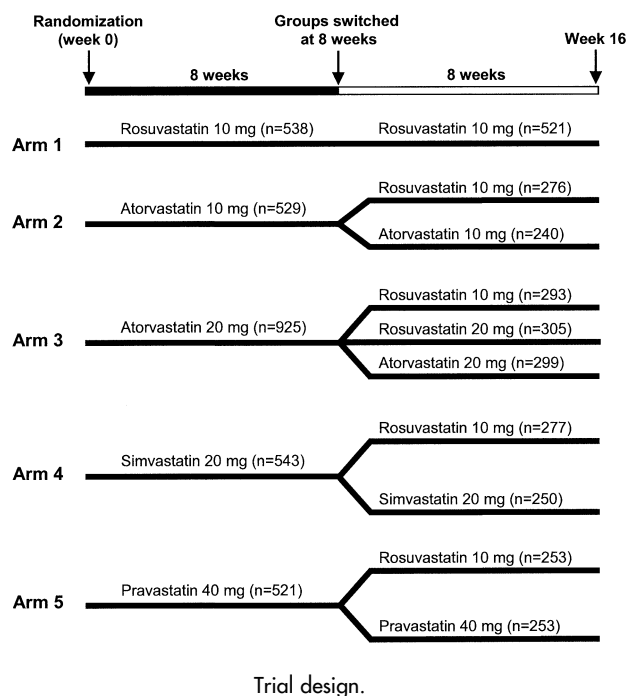 Randomization
(week 0)
Groups switched
at 8 weeks
Week 16
8 weeks
8 weeks
Arm 1
Rosuvastatin 10 mg (n=538)
Rosuvastatin 10 mg (n=521)
Arm 2
Atorvastatin 10 mg (n=529)
Rosuvastatin 10 mg (n=276)
Atorvastatin 10 mg (n=240)
Arm 3
Atorvastatin 20 mg (n=925)
Rosuvastatin 10 mg (n=293)
Rosuvastatin 20 mg (n=305)
Atorvastatin 20 mg (n=299)
Arm 4
Simvastatin 20 mg (n=543)
Rosuvastatin 10 mg (n=277)
Simvastatin 20 mg (n=250)
Arm 5
Pravastatin 40 mg (n=521)
Rosuvastatin 10 mg (n=253)
Pravastatin 40 mg (n=253)
Trial design.